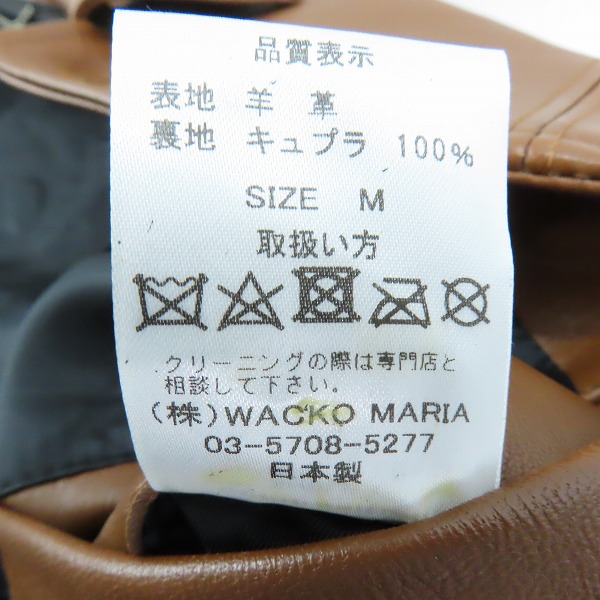 品質表示
表地 羊 革
裏地 キュプラ 100%
SIZE M
取扱い方
クリーニングの際は専門店と
相談して下さい。
(株)WACKO MARIA
03-5708-5277
日本製